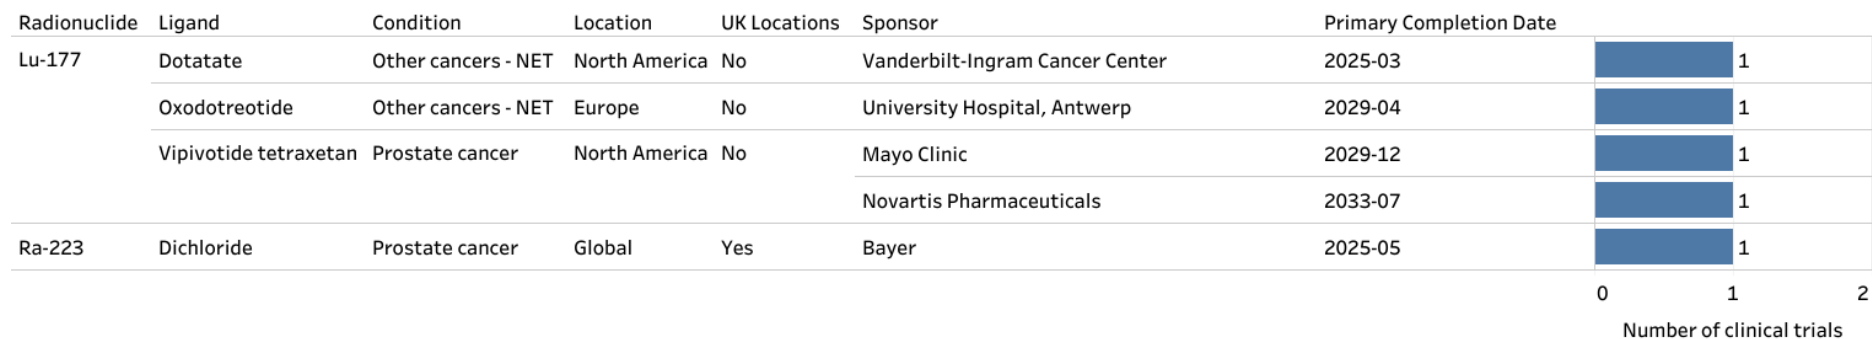 Radionuclide Ligand Condition Location UK Locations Sponsor Primary Completion Date
Lu-177 Dotatate Other cancers - NET North America No Vanderbilt-Ingram Cancer Center 2025-03 1
Oxodotreotide Other cancers - NET Europe No University Hospital, Antwerp 2029-04 1
Vipivotide tetraxetan Prostate cancer North America No Mayo Clinic 2029-12 1
Novartis Pharmaceuticals 2033-07 1
Ra-223 Dichloride Prostate cancer Global Yes Bayer 2025-05 1
0 1 2
Number of clinical trials